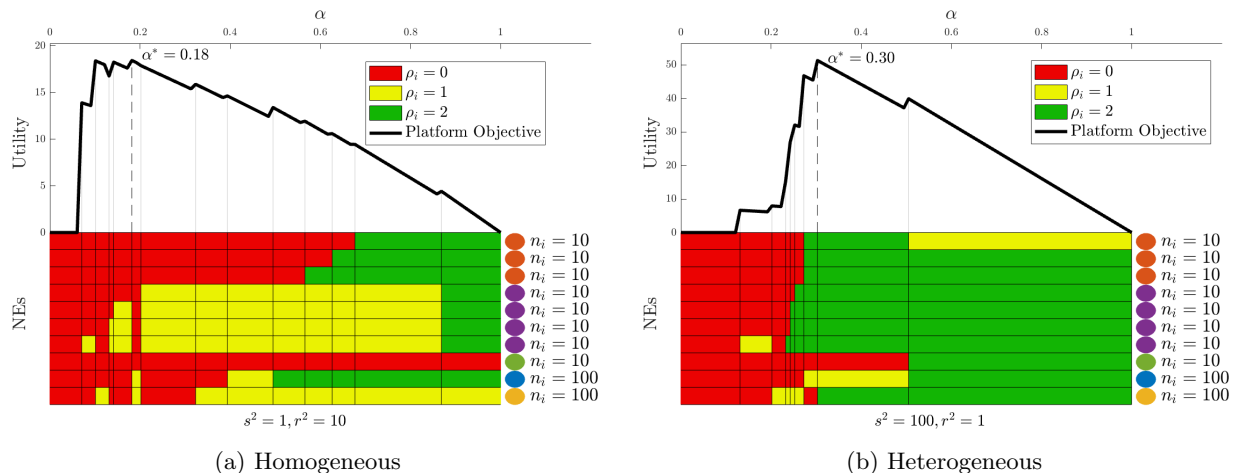 α
0 0.2 0.4 0.6 0.8 1
20
15
10
5
0
Utility
α* = 0.18
ρᵢ = 0
ρᵢ = 1
ρᵢ = 2
Platform Objective
NEs
nᵢ = 10
nᵢ = 10
nᵢ = 10
nᵢ = 10
nᵢ = 10
nᵢ = 10
nᵢ = 10
nᵢ = 10
nᵢ = 100
nᵢ = 100
s² = 1, r² = 10
(a) Homogeneous
α
0 0.2 0.4 0.6 0.8 1
50
40
30
20
10
0
Utility
α* = 0.30
ρᵢ = 0
ρᵢ = 1
ρᵢ = 2
Platform Objective
NEs
nᵢ = 10
nᵢ = 10
nᵢ = 10
nᵢ = 10
nᵢ = 10
nᵢ = 10
nᵢ = 10
nᵢ = 10
nᵢ = 100
nᵢ = 100
s² = 100, r² = 1
(b) Heterogeneous